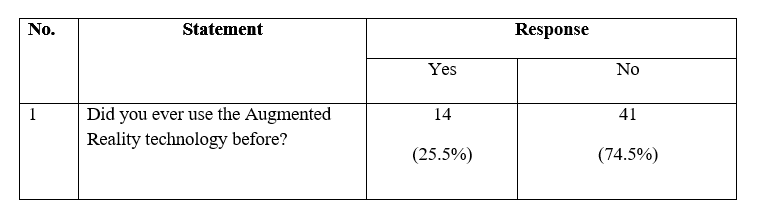 No. Statement Response
Yes No
1 Did you ever use the Augmented 14 41
Reality technology before?
(25.5%) (74.5%)